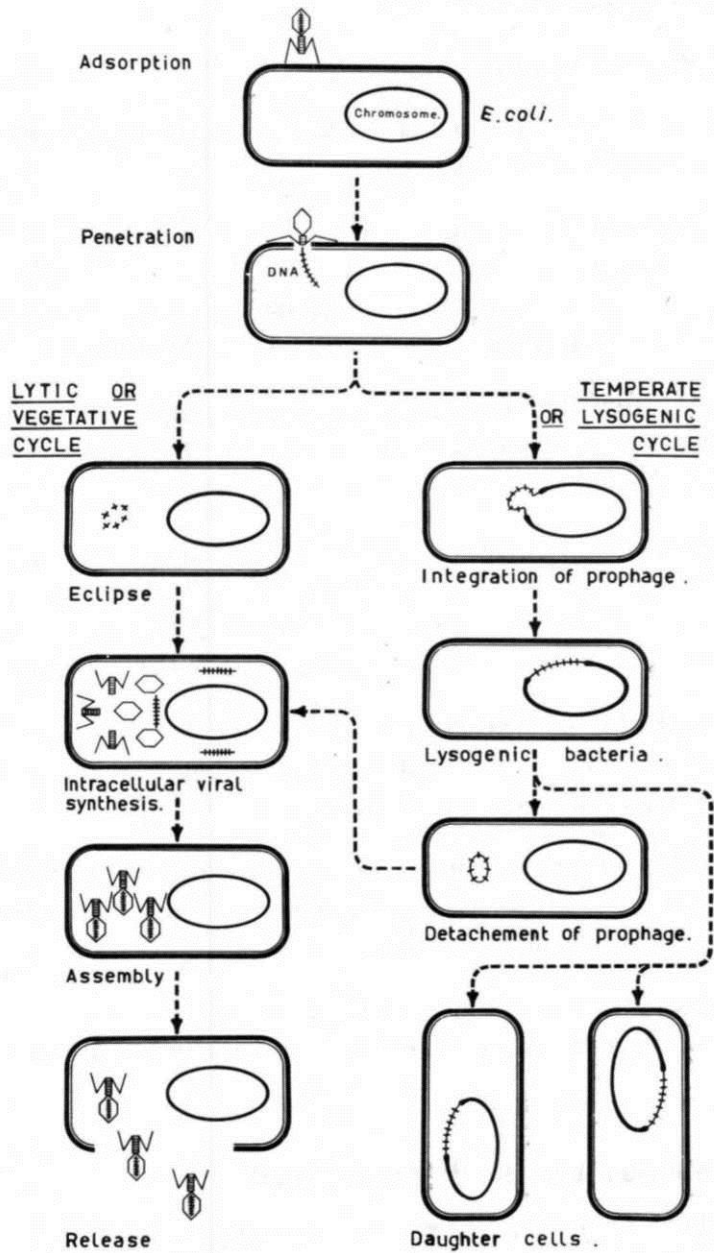 Adsorption
Chromosome.
E.coli.
Penetration
DNA
LYTIC OR
VEGETATIVE
CYCLE
TEMPERATE
OR LYSOGENIC
CYCLE
Eclipse
Integration of prophage .
Intracellular viral
synthesis.
Lysogenic bacteria .
Assembly
Detachement of prophage.
Release
Daughter cells .